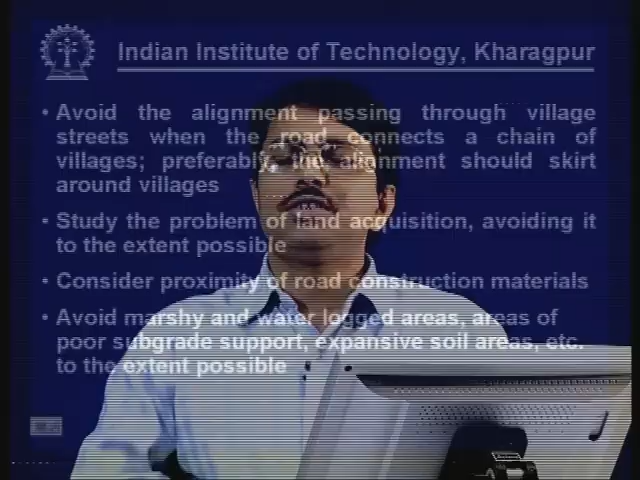 Indian Institute of Technology, Kharagpur
• Avoid the alignment passing through village
streets when the road connects a chain of
villages; preferably, the alignment should skirt
around villages
• Study the problem of land acquisition, avoiding it
to the extent possible
• Consider proximity of road construction materials
• Avoid marshy and water logged areas, areas of
poor subgrade support, expansive soil areas, etc.
to the extent possible